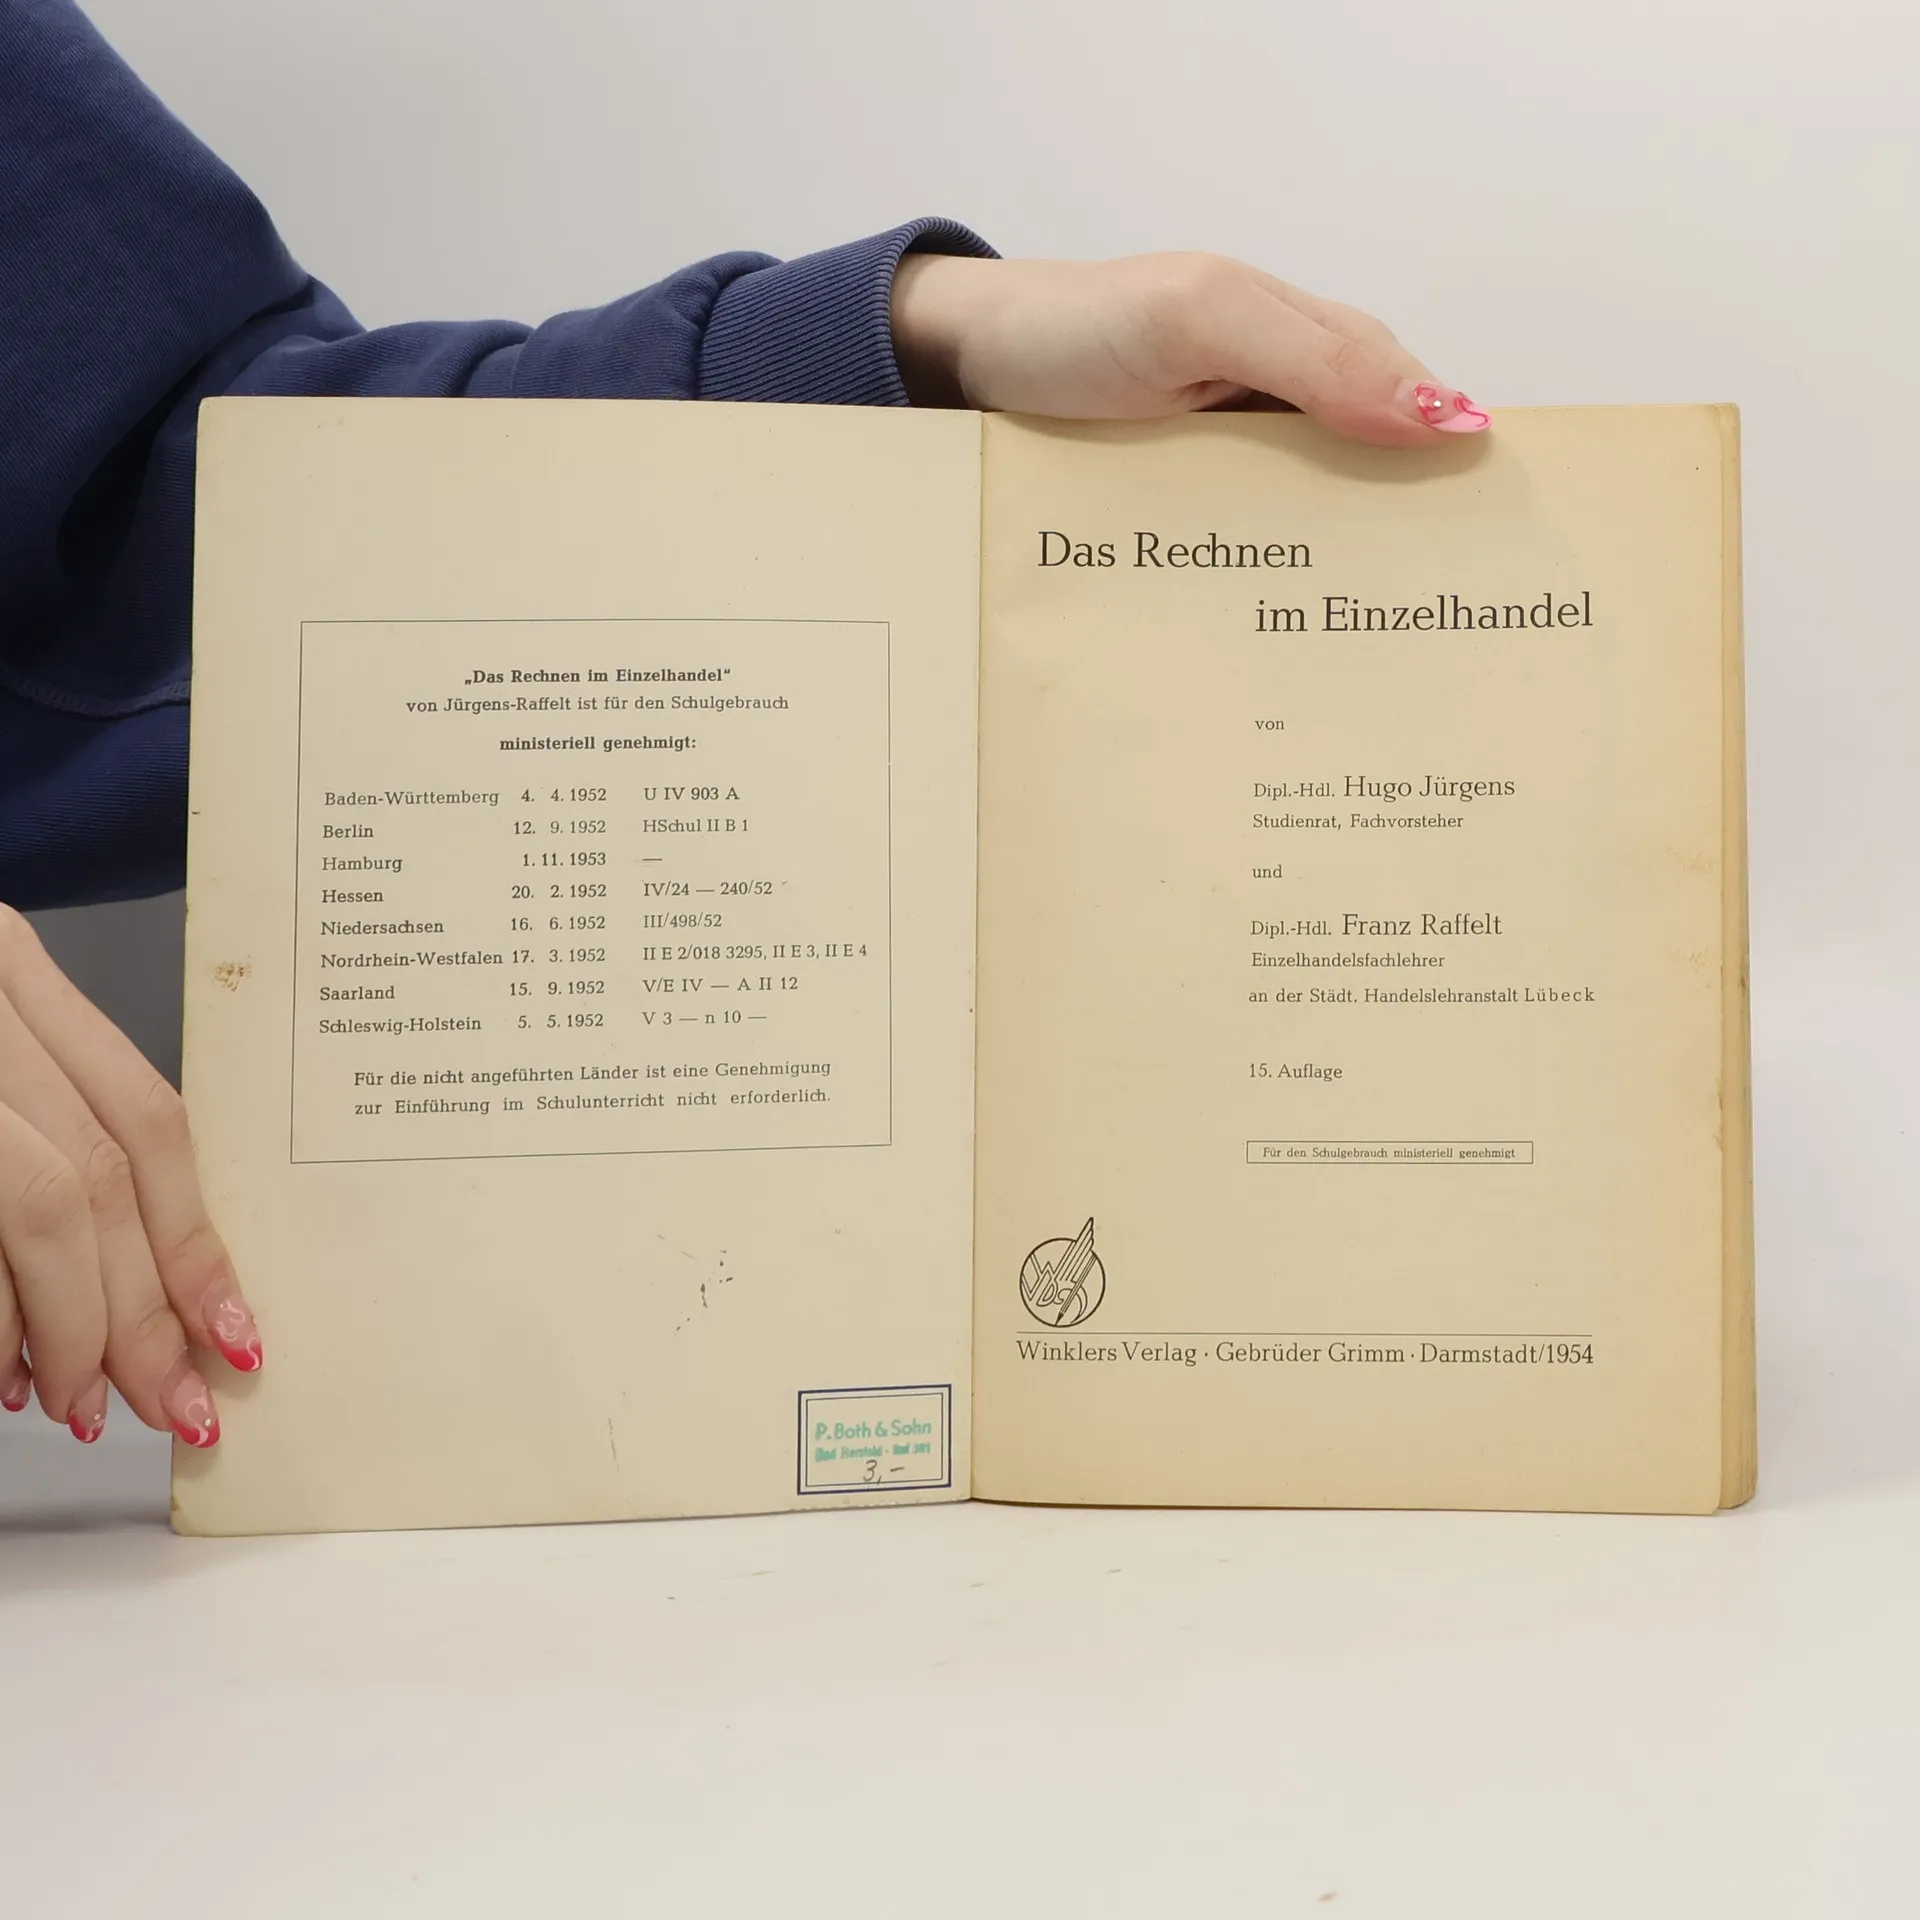 „Das Rechnen im Einzelhandel“
von Jürgens-Raffelt ist für den Schulgebrauch
ministeriell genehmigt:
Baden-Württemberg 4. 4. 1952 U IV 903 A
Berlin 12. 9. 1952 HSchul II B 1
Hamburg 1. 11. 1953 —
Hessen 20. 2. 1952 IV/24 — 240/52
Niedersachsen 16. 6. 1952 III/498/52
Nordrhein-Westfalen 17. 3. 1952 II E 2/018 3295, II E 3, II E 4
Saarland 15. 9. 1952 V/E IV — A II 12
Schleswig-Holstein 5. 5. 1952 V 3 — n 10 —
Für die nicht angeführten Länder ist eine Genehmigung
zur Einführung im Schulunterricht nicht erforderlich.
P. Both & Sohn
3,-
Das Rechnen
im Einzelhandel
von
Dipl.-Hdl. Hugo Jürgens
Studienrat, Fachvorsteher
und
Dipl.-Hdl. Franz Raffelt
Einzelhandelsfachlehrer
an der Städt. Handelslehranstalt Lübeck
15. Auflage
Für den Schulgebrauch ministeriell genehmigt
Winklers Verlag · Gebrüder Grimm · Darmstadt/1954